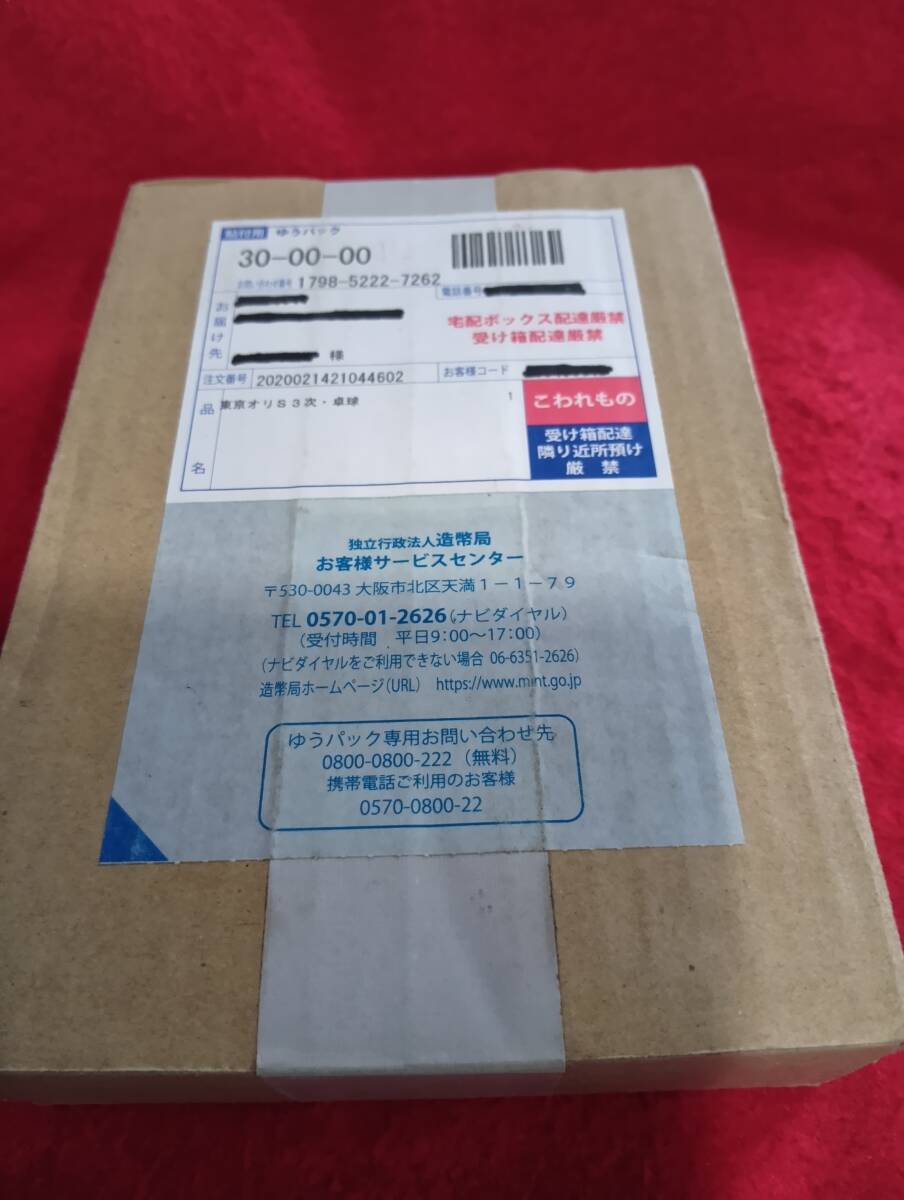 貼付用 ゆうパック
30-00-00
お問い合わせ番号 1798-5222-7262
お届け先
電話番号
宅配ボックス配達厳禁
受け箱配達厳禁
様
注文番号 2020021421044602
お客様コード
品名
東京オリS3次・卓球 1
こわれもの
受け箱配達
隣り近所預け
厳 禁
独立行政法人造幣局
お客様サービスセンター
〒530-0043 大阪市北区天満1-1-79
TEL 0570-01-2626(ナビダイヤル)
(受付時間 平日9:00~17:00)
(ナビダイヤルをご利用できない場合 06-6351-2626)
造幣局ホームページ(URL) https://www.mint.go.jp
ゆうパック専用お問い合わせ先
0800-0800-222(無料)
携帯電話ご利用のお客様
0570-0800-22